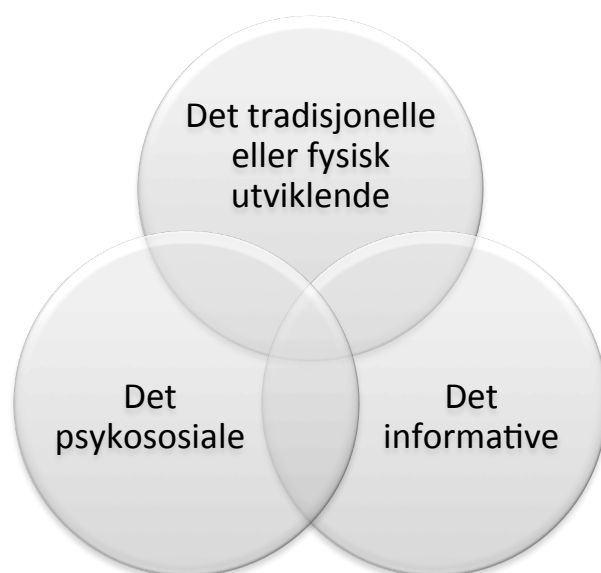 Det tradisjonelle
eller fysisk
utviklende
Det
psykososiale
Det
informative